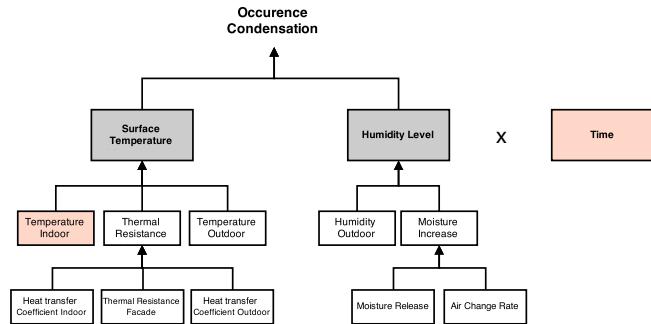 Occurence
Condensation
Surface
Temperature
Humidity Level
x
Time
Temperature
Indoor
Thermal
Resistance
Temperature
Outdoor
Humidity
Outdoor
Moisture
Increase
Heat transfer
Coefficient Indoor
Thermal Resistance
Facade
Heat transfer
Coefficient Outdoor
Moisture Release
Air Change Rate